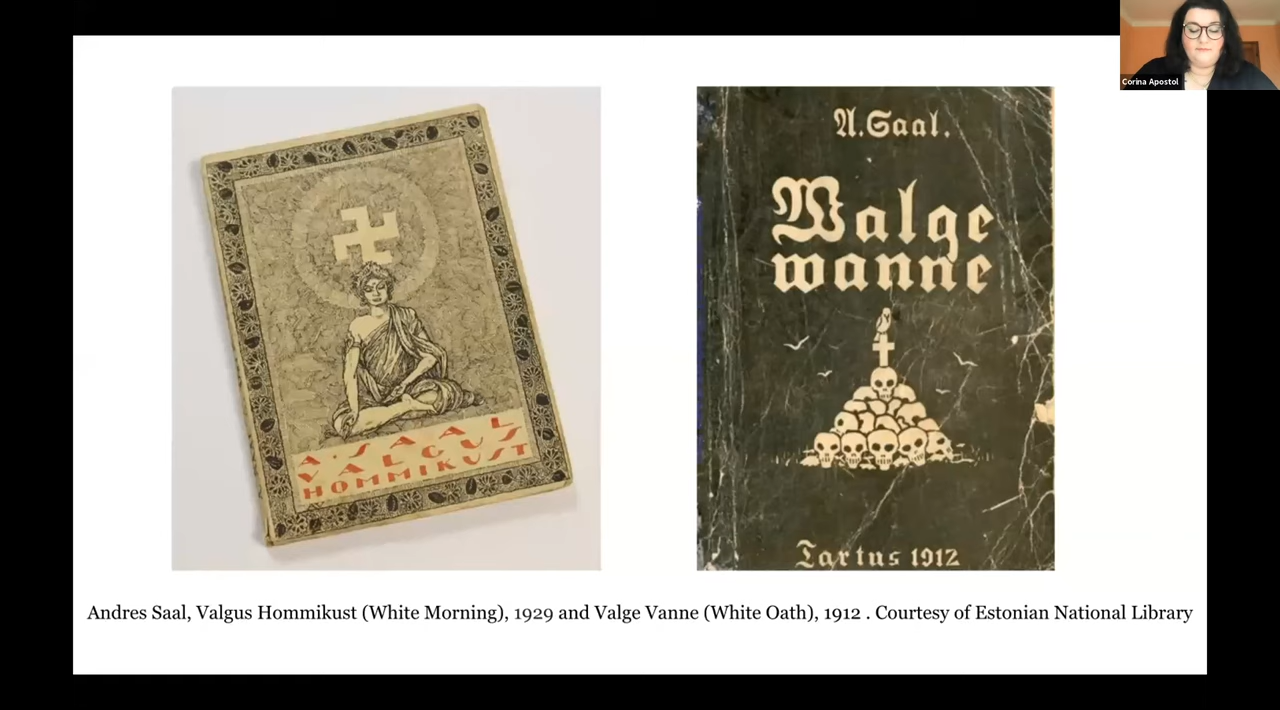 Corina Apostol
A·SAAL
VALGUS
HOMMIKUST
A. Saal.
Walge
wanne
Tartus 1912
Andres Saal, Valgus Hommikust (White Morning), 1929 and Valge Vanne (White Oath), 1912 . Courtesy of Estonian National Library